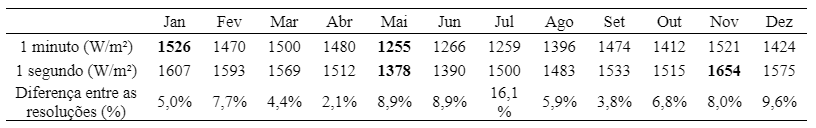 Jan Fev Mar Abr Mai Jun Jul Ago Set Out Nov Dez
1 minuto (W/m²) 1526 1470 1500 1480 1255 1266 1259 1396 1474 1412 1521 1424
1 segundo (W/m²) 1607 1593 1569 1512 1378 1390 1500 1483 1533 1515 1654 1575
Diferença entre as
resoluções (%) 5,0% 7,7% 4,4% 2,1% 8,9% 8,9% 16,1
% 5,9% 3,8% 6,8% 8,0% 9,6%